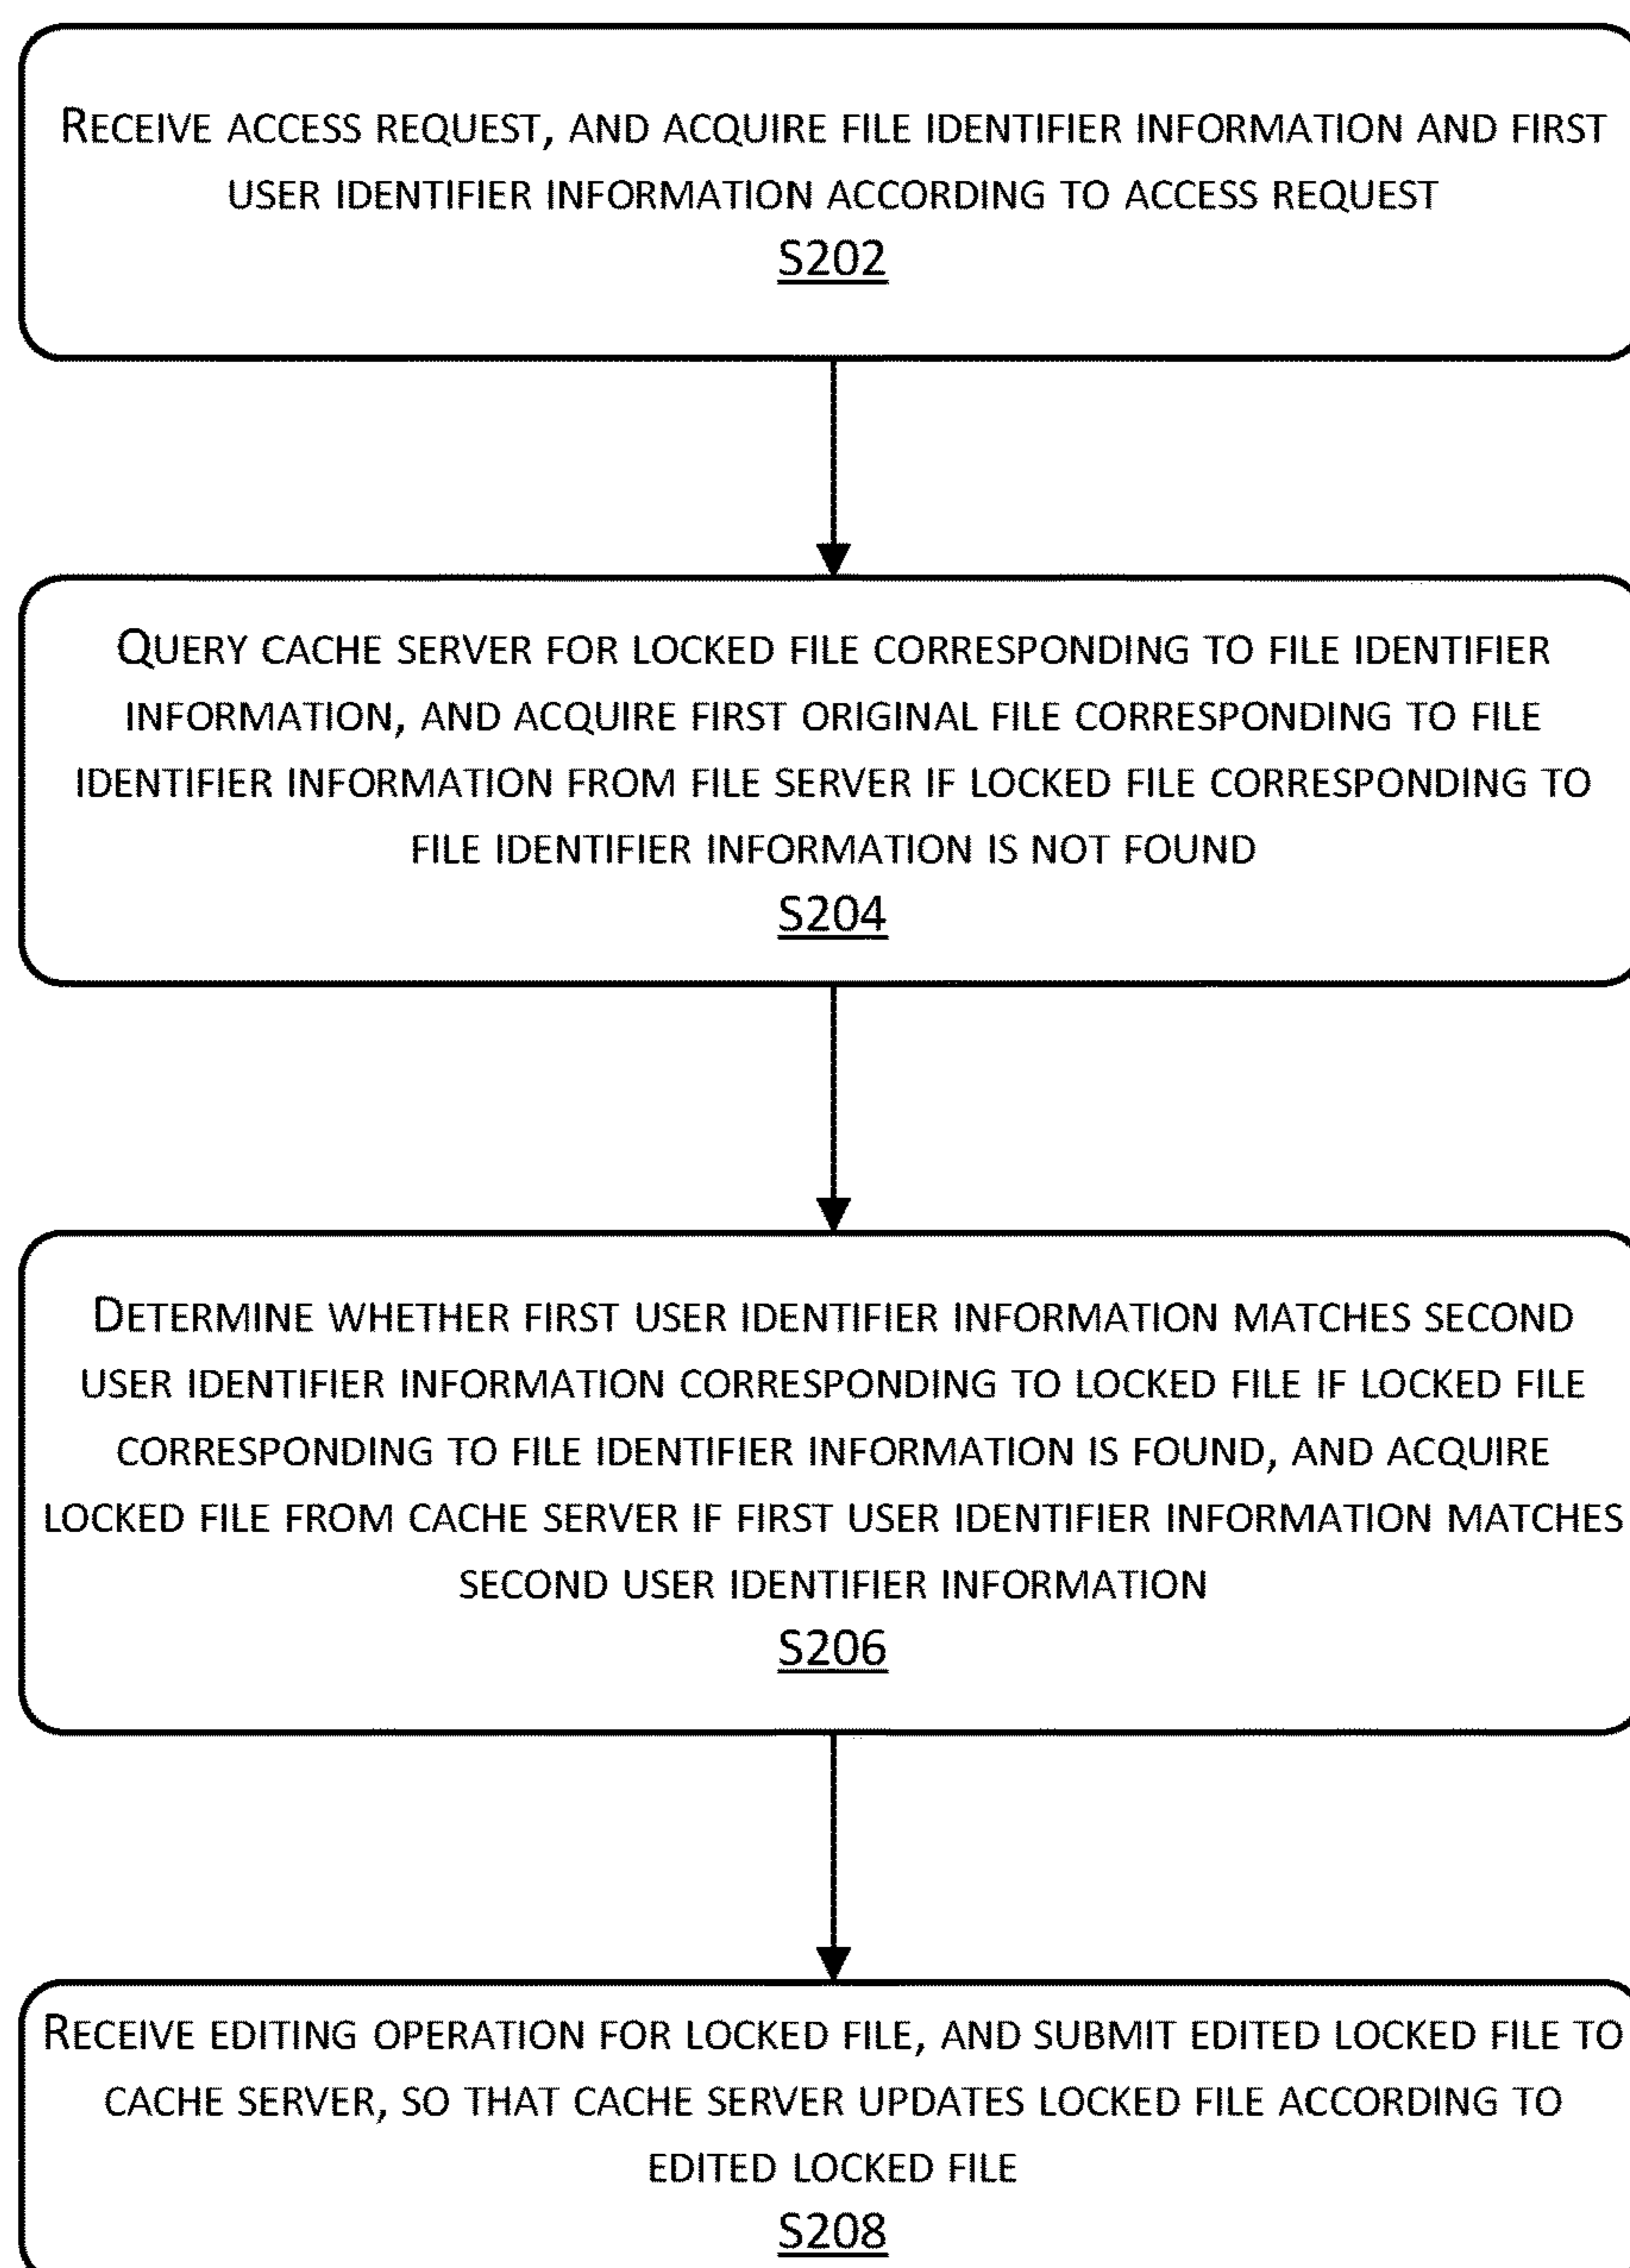 RECEIVE ACCESS REQUEST, AND ACQUIRE FILE IDENTIFIER INFORMATION AND FIRST
USER IDENTIFIER INFORMATION ACCORDING TO ACCESS REQUEST
S202
QUERY CACHE SERVER FOR LOCKED FILE CORRESPONDING TO FILE IDENTIFIER
INFORMATION, AND ACQUIRE FIRST ORIGINAL FILE CORRESPONDING TO FILE
IDENTIFIER INFORMATION FROM FILE SERVER IF LOCKED FILE CORRESPONDING TO
FILE IDENTIFIER INFORMATION IS NOT FOUND
S204
DETERMINE WHETHER FIRST USER IDENTIFIER INFORMATION MATCHES SECOND
USER IDENTIFIER INFORMATION CORRESPONDING TO LOCKED FILE IF LOCKED FILE
CORRESPONDING TO FILE IDENTIFIER INFORMATION IS FOUND, AND ACQUIRE
LOCKED FILE FROM CACHE SERVER IF FIRST USER IDENTIFIER INFORMATION MATCHES
SECOND USER IDENTIFIER INFORMATION
S206
RECEIVE EDITING OPERATION FOR LOCKED FILE, AND SUBMIT EDITED LOCKED FILE TO
CACHE SERVER, SO THAT CACHE SERVER UPDATES LOCKED FILE ACCORDING TO
EDITED LOCKED FILE
S208